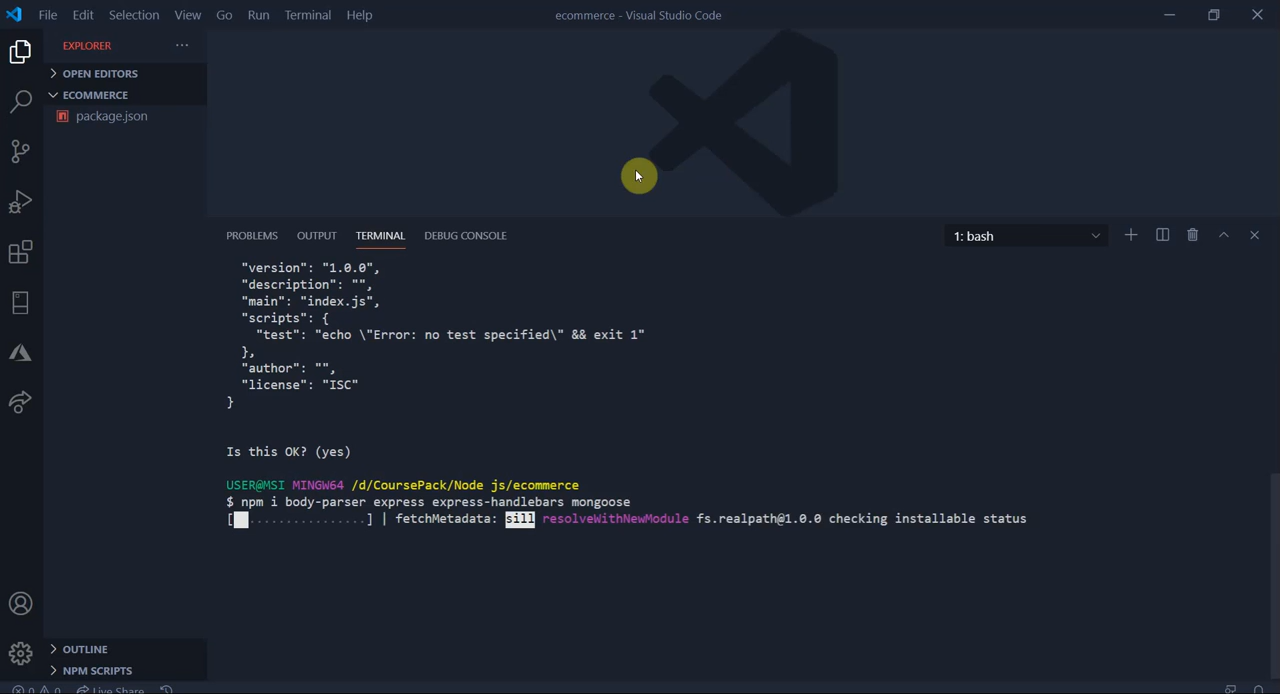 File Edit Selection View Go Run Terminal Help
ecommerce - Visual Studio Code
EXPLORER
OPEN EDITORS
ECOMMERCE
package.json
PROBLEMS OUTPUT TERMINAL DEBUG CONSOLE
1: bash
"version": "1.0.0",
"description": "",
"main": "index.js",
"scripts": {
"test": "echo \"Error: no test specified\" && exit 1"
},
"author": "",
"license": "ISC"
}
Is this OK? (yes)
USER@MSI MINGW64 /d/CoursePack/Node js/ecommerce
$ npm i body-parser express express-handlebars mongoose
[ ................] | fetchMetadata: sill resolveWithNewModule fs.realpath@1.0.0 checking installable status
OUTLINE
NPM SCRIPTS
0 0 Live Share